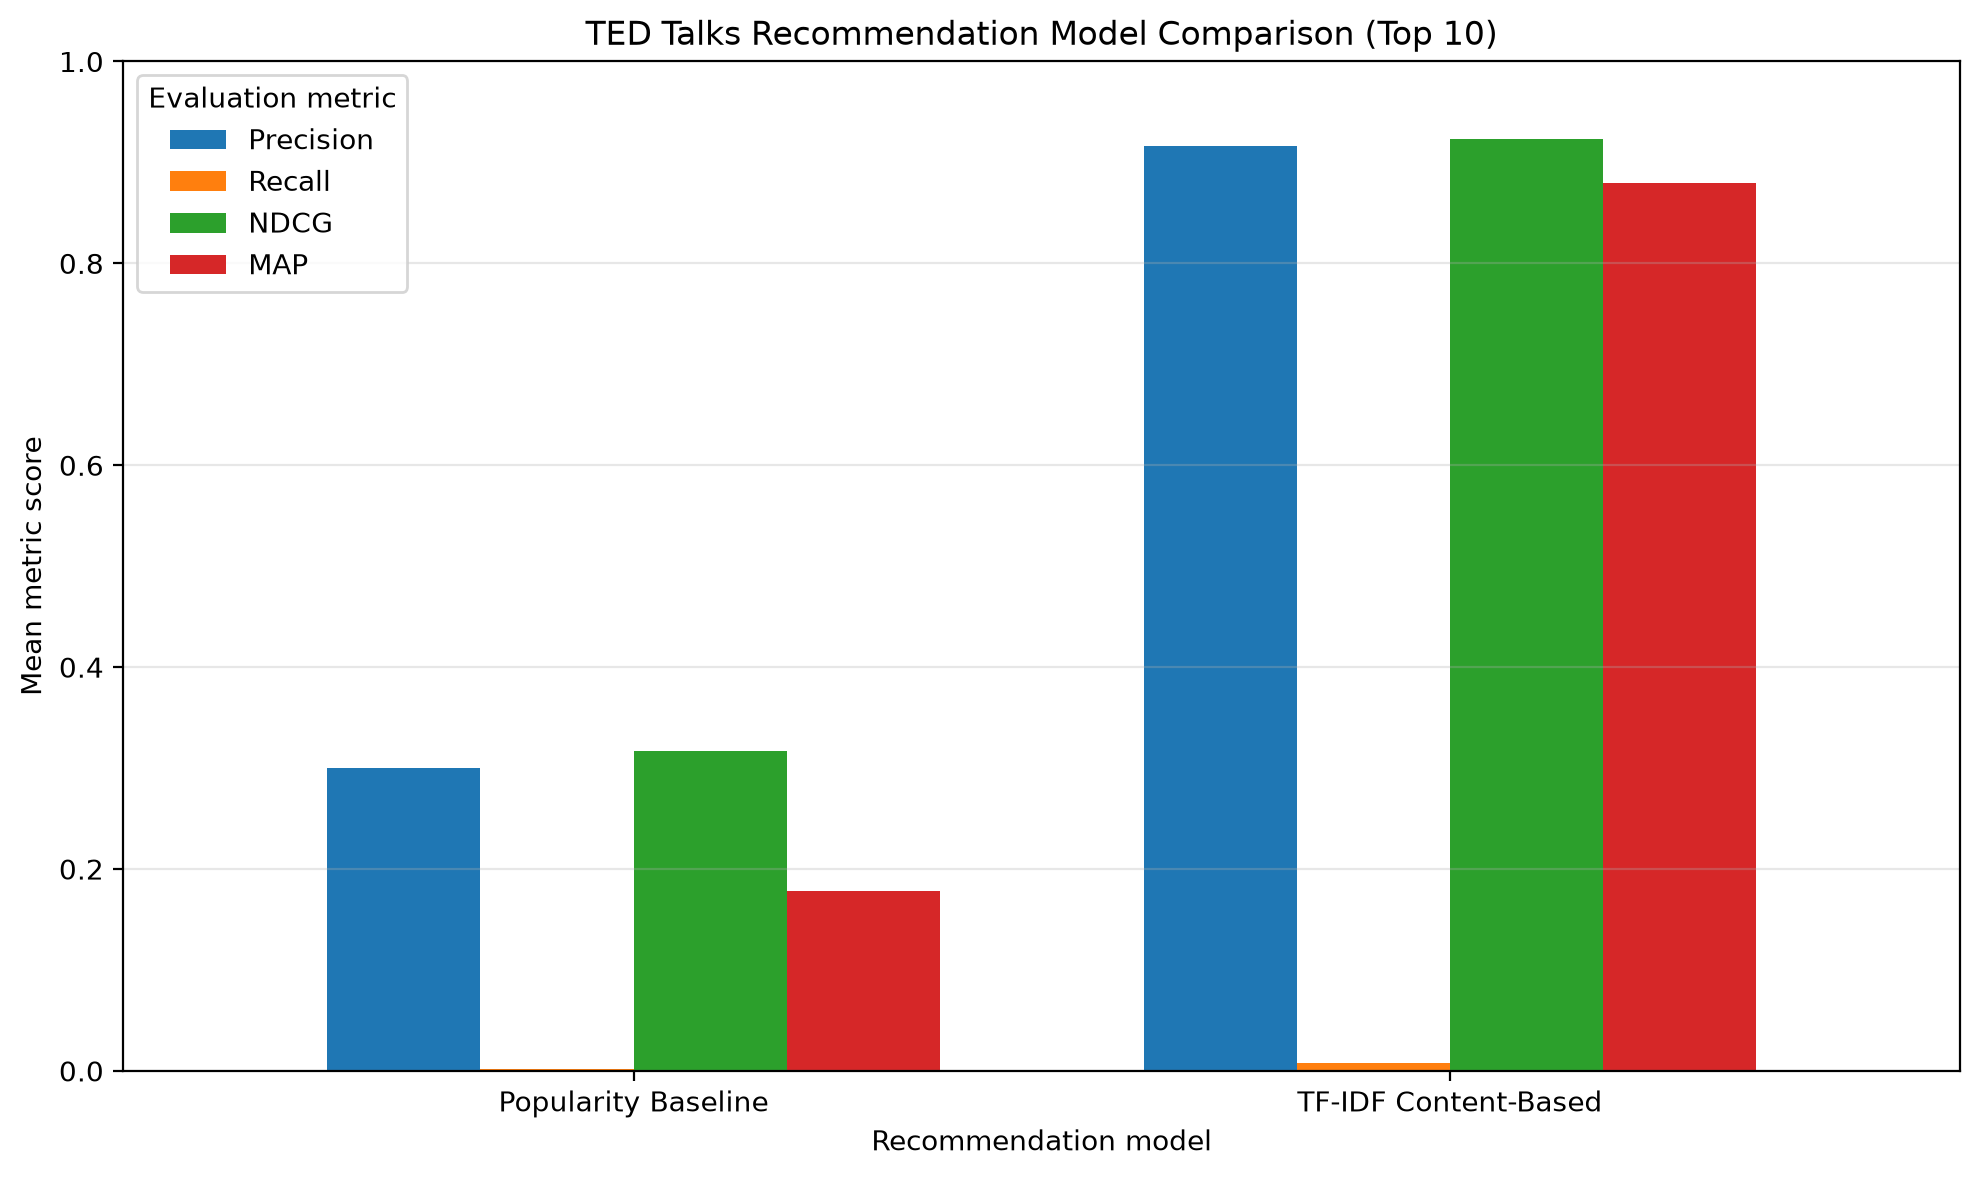 TED Talks Recommendation Model Comparison (Top 10)
Evaluation metric
Precision
Recall
NDCG
MAP
Mean metric score
1.0
0.8
0.6
0.4
0.2
0.0
Popularity Baseline
TF-IDF Content-Based
Recommendation model